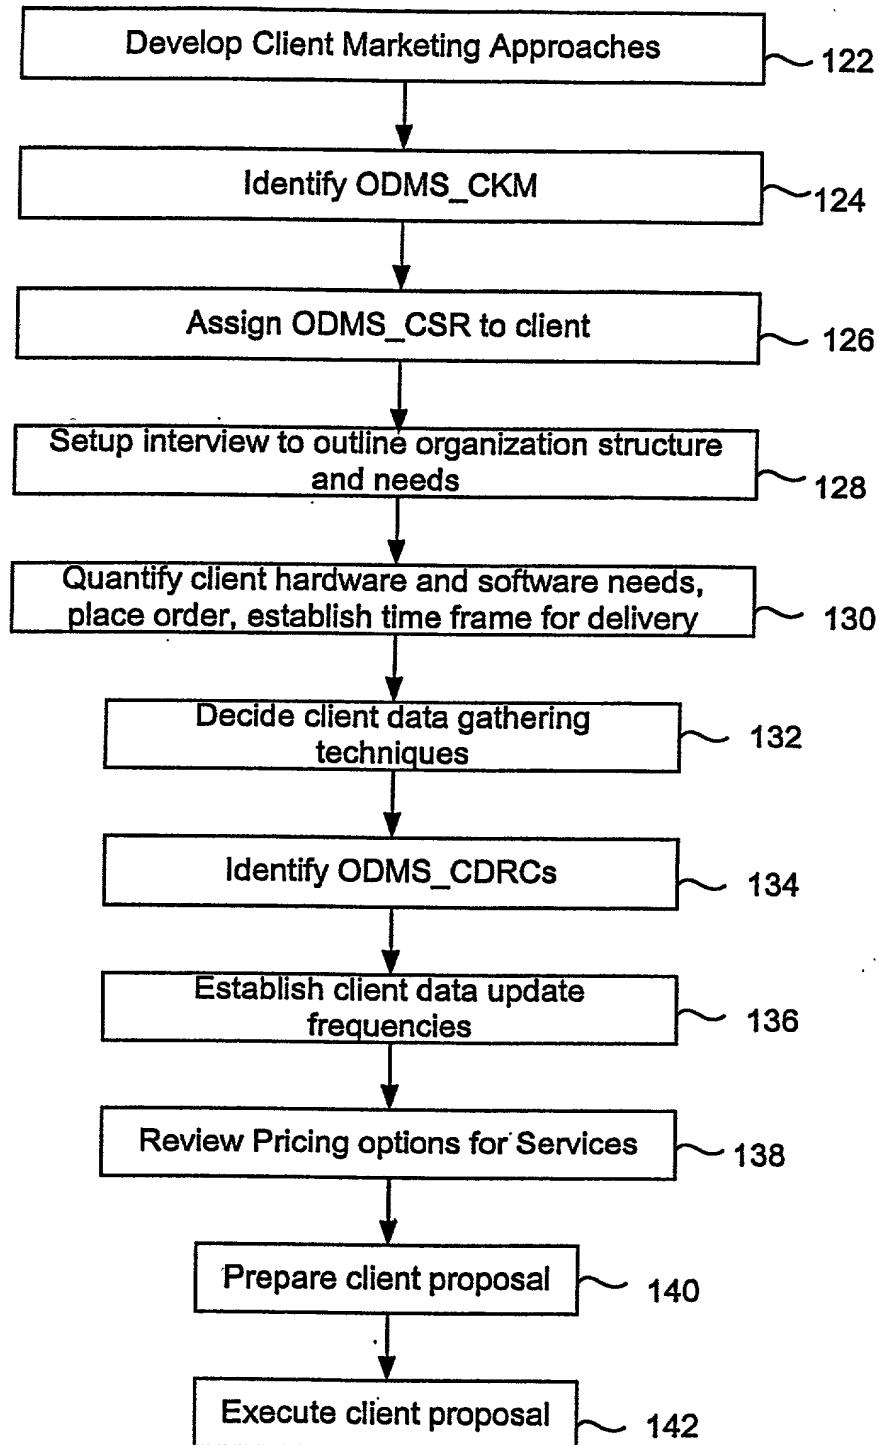 Develop Client Marketing Approaches
122
Identify ODMS_CKM
124
Assign ODMS_CSR to client
126
Setup interview to outline organization structure
and needs
128
Quantify client hardware and software needs,
place order, establish time frame for delivery
130
Decide client data gathering
techniques
132
Identify ODMS_CDRCs
134
Establish client data update
frequencies
136
Review Pricing options for Services
138
Prepare client proposal
140
Execute client proposal
142